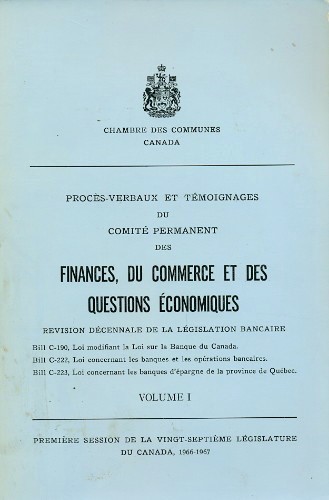 CHAMBRE DES COMMUNES
CANADA
PROCÈS-VERBAUX ET TÉMOIGNAGES
DU
COMITÉ PERMANENT
DES
FINANCES, DU COMMERCE ET DES
QUESTIONS ÉCONOMIQUES
REVISION DÉCENNALE DE LA LÉGISLATION BANCAIRE
Bill C-190, Loi modifiant la Loi sur la Banque du Canada.
Bill C-222, Loi concernant les banques et les opérations bancaires.
Bill C-223, Loi concernant les banques d'épargne de la province de Québec.
VOLUME I
PREMIÈRE SESSION DE LA VINGT-SEPTIÈME LÉGISLATURE
DU CANADA, 1966-1967